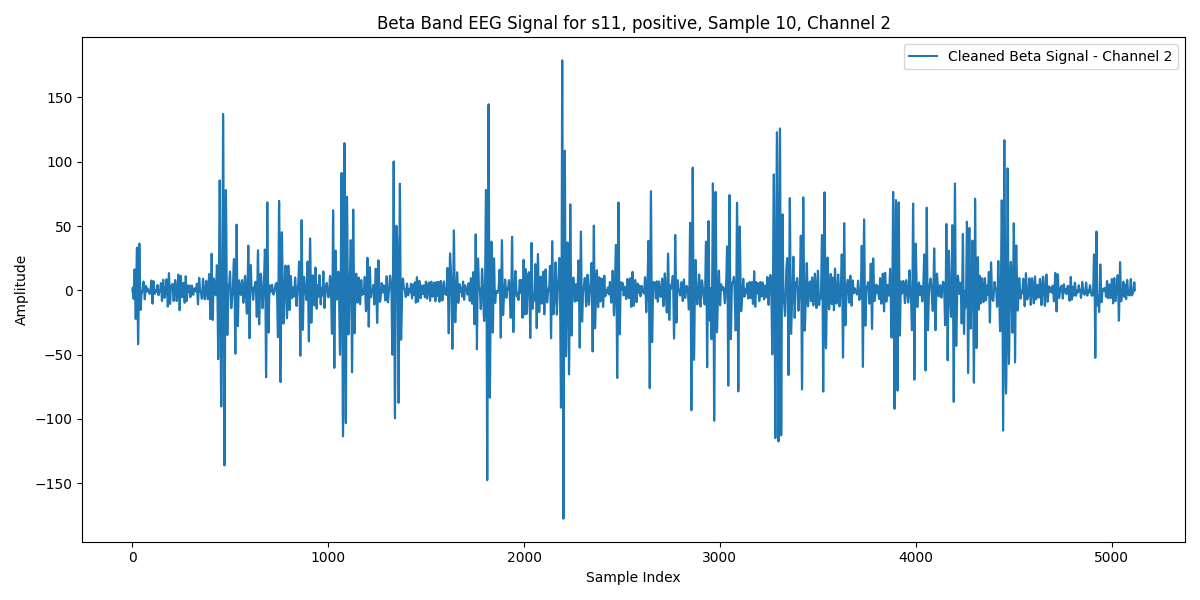 Beta Band EEG Signal for s11, positive, Sample 10, Channel 2
Cleaned Beta Signal - Channel 2
Amplitude
150
100
50
0
−50
−100
−150
0 1000 2000 3000 4000 5000
Sample Index